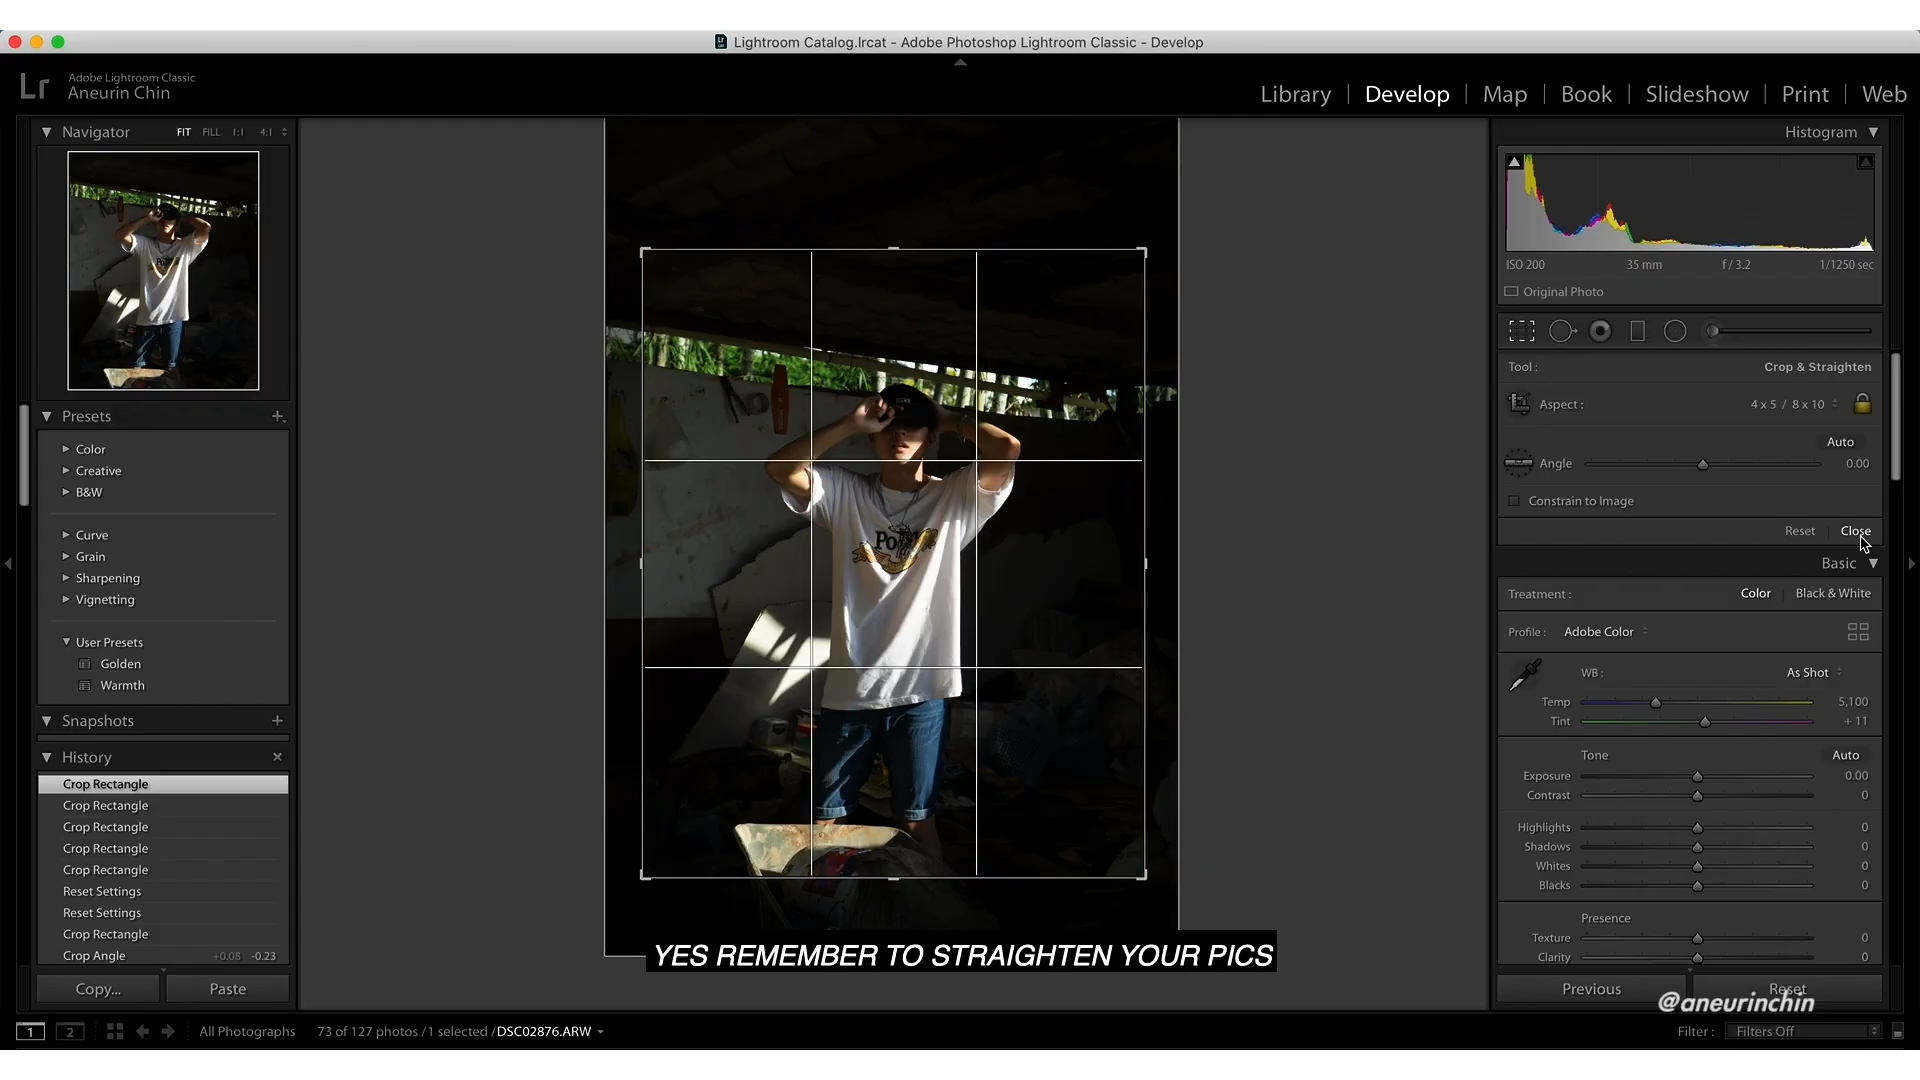 Lightroom Catalog.lrcat - Adobe Photoshop Lightroom Classic - Develop
Lr
Adobe Lightroom Classic
Aneurin Chin
Library | Develop | Map | Book | Slideshow | Print | Web
Navigator FIT FILL 1:1 4:1
Presets
Color
Creative
B&W
Curve
Grain
Sharpening
Vignetting
User Presets
Golden
Warmth
Snapshots
History
Crop Rectangle
Crop Rectangle
Crop Rectangle
Crop Rectangle
Crop Rectangle
Reset Settings
Reset Settings
Crop Rectangle
Crop Angle +0.08 -0.23
Copy... Paste
YES REMEMBER TO STRAIGHTEN YOUR PICS
Histogram
ISO 200 35 mm f / 3.2 1/1250 sec
Original Photo
Tool : Crop & Straighten
Aspect : 4 x 5 / 8 x 10
Auto
Angle 0.00
Constrain to Image
Reset Close
Basic
Treatment : Color Black & White
Profile : Adobe Color
WB : As Shot
Temp 5,100
Tint + 11
Tone Auto
Exposure 0.00
Contrast 0
Highlights 0
Shadows 0
Whites 0
Blacks 0
Presence
Texture 0
Clarity 0
Previous Reset
@aneurinchin
1 2 All Photographs 73 of 127 photos /1 selected /DSC02876.ARW
Filter : Filters Off